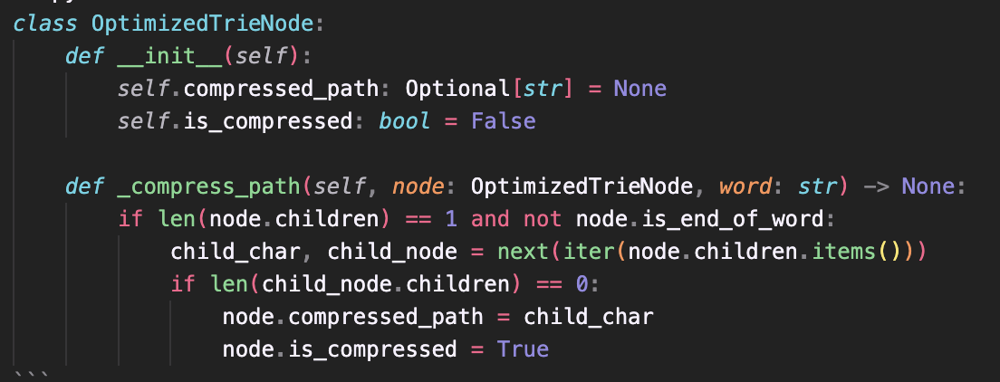 class OptimizedTrieNode:
    def __init__(self):
        self.compressed_path: Optional[str] = None
        self.is_compressed: bool = False

    def _compress_path(self, node: OptimizedTrieNode, word: str) -> None:
        if len(node.children) == 1 and not node.is_end_of_word:
            child_char, child_node = next(iter(node.children.items()))
            if len(child_node.children) == 0:
                node.compressed_path = child_char
                node.is_compressed = True
```